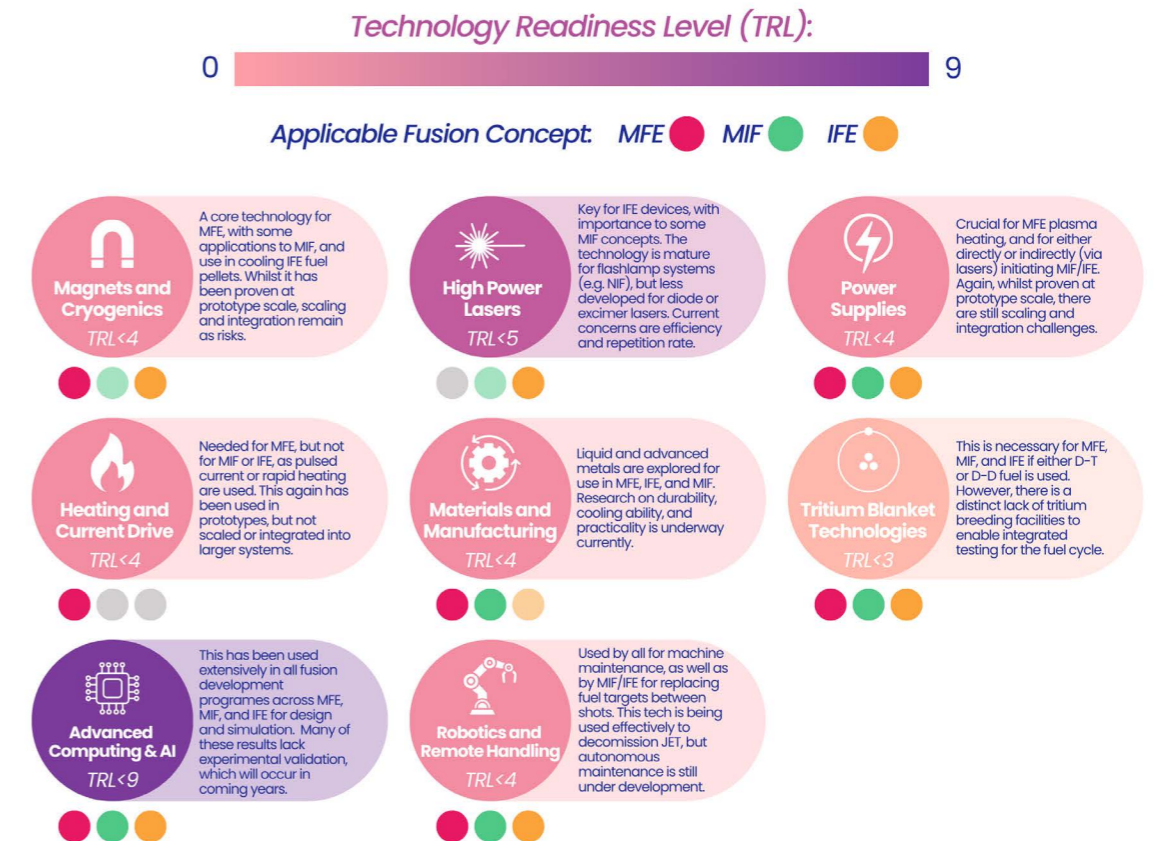 Technology Readiness Level (TRL):
0
9
Applicable Fusion Concept: MFE MIF IFE
Magnets and
Cryogenics
TRL<4
A core technology for
MFE, with some
applications to MIF, and
use in cooling IFE fuel
pellets. Whilst it has
been proven at
prototype scale, scaling
and integration remain
as risks.
High Power
Lasers
TRL<5
Key for IFE devices, with
importance to some
MIF concepts. The
technology is mature
for flashlamp systems
(e.g. NIF), but less
developed for diode or
excimer lasers. Current
concerns are efficiency
and repetition rate.
Power
Supplies
TRL<4
Crucial for MFE plasma
heating, and for either
directly or indirectly (via
lasers) initiating MIF/IFE.
Again, whilst proven at
prototype scale, there
are still scaling and
integration challenges.
Heating and
Current Drive
TRL<4
Needed for MFE, but not
for MIF or IFE, as pulsed
current or rapid heating
are used. This again has
been used in
prototypes, but not
scaled or integrated into
larger systems.
Materials and
Manufacturing
TRL<4
Liquid and advanced
metals are explored for
use in MFE, IFE, and MIF.
Research on durability,
cooling ability, and
practicality is underway
currently.
Tritium Blanket
Technologies
TRL<3
This is necessary for MFE,
MIF, and IFE if either D-T
or D-D fuel is used.
However, there is a
distinct lack of tritium
breeding facilities to
enable integrated
testing for the fuel cycle.
Advanced
Computing & AI
TRL<9
This has been used
extensively in all fusion
development
programes across MFE,
MIF, and IFE for design
and simulation. Many of
these results lack
experimental validation,
which will occur in
coming years.
Robotics and
Remote Handling
TRL<4
Used by all for machine
maintenance, as well as
by MIF/IFE for replacing
fuel targets between
shots. This tech is being
used effectively to
decomission JET, but
autonomous
maintenance is still
under development.